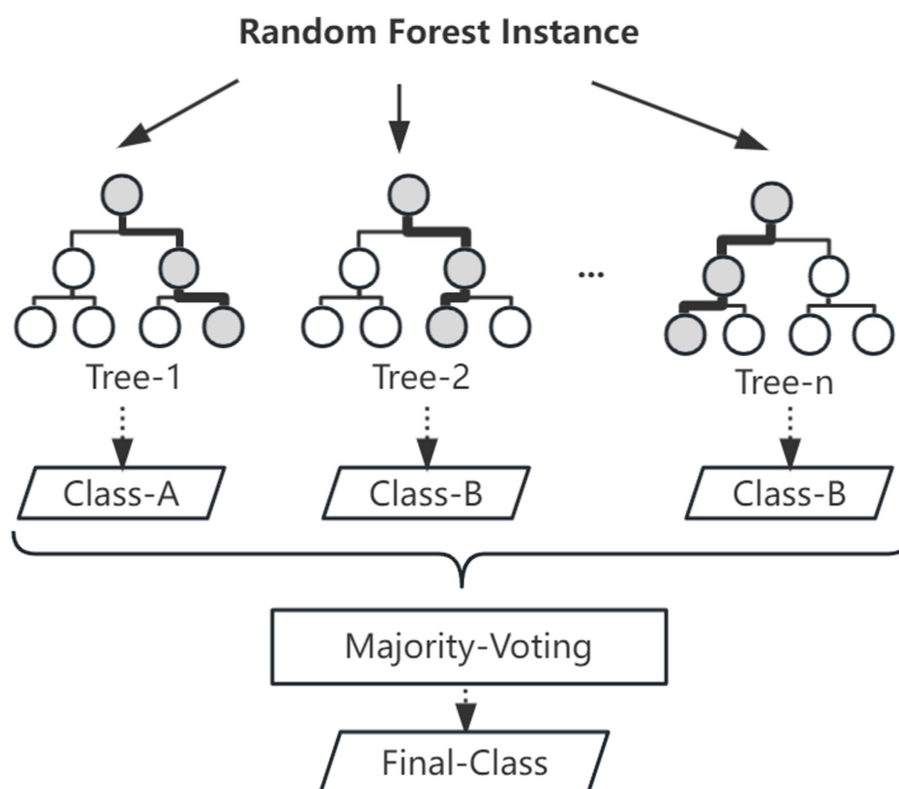 Random Forest Instance
...
Tree-1
Tree-2
Tree-n
Class-A
Class-B
Class-B
Majority-Voting
Final-Class